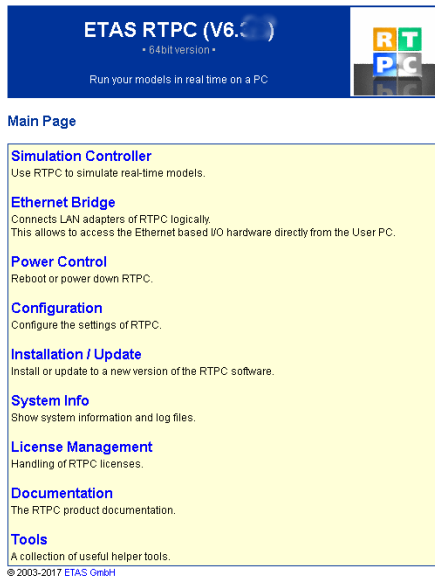 ETAS RTPC (V6. )
• 64bit version •
Run your models in real time on a PC
R T
P C
Main Page
Simulation Controller
Use RTPC to simulate real-time models.
Ethernet Bridge
Connects LAN adapters of RTPC logically.
This allows to access the Ethernet based I/O hardware directly from the User PC.
Power Control
Reboot or power down RTPC.
Configuration
Configure the settings of RTPC.
Installation / Update
Install or update to a new version of the RTPC software.
System Info
Show system information and log files.
License Management
Handling of RTPC licenses.
Documentation
The RTPC product documentation.
Tools
A collection of useful helper tools.
© 2003-2017 ETAS GmbH